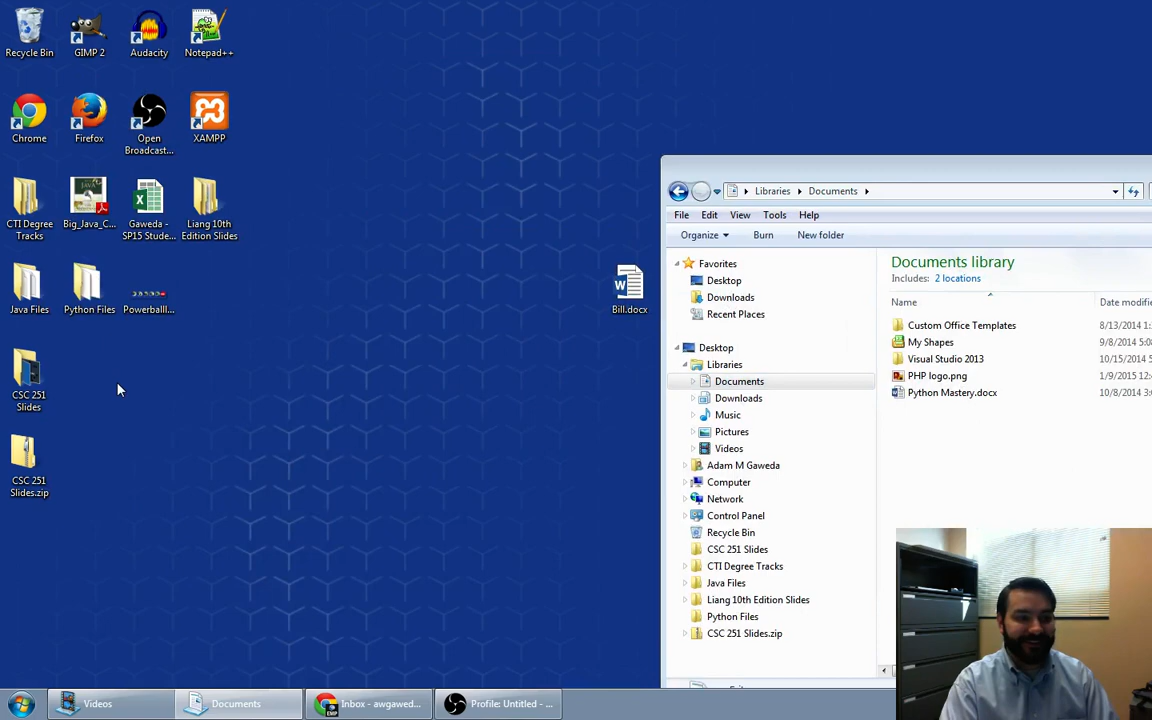 Recycle Bin
GIMP 2
Audacity
Notepad++
Chrome
Firefox
Open
Broadcast...
XAMPP
CTI Degree
Tracks
Big_Java_C...
Gaweda -
SP15 Stude...
Liang 10th
Edition Slides
Java Files
Python Files
Powerball...
CSC 251
Slides
CSC 251
Slides.zip
Bill.docx
Libraries
Documents
File Edit View Tools Help
Organize Burn New folder
Favorites
Desktop
Downloads
Recent Places
Desktop
Libraries
Documents
Downloads
Music
Pictures
Videos
Adam M Gaweda
Computer
Network
Control Panel
Recycle Bin
CSC 251 Slides
CTI Degree Tracks
Java Files
Liang 10th Edition Slides
Python Files
CSC 251 Slides.zip
Documents library
Includes: 2 locations
Name Date modifie
Custom Office Templates 8/13/2014 1:
My Shapes 9/8/2014 5:0
Visual Studio 2013 10/15/2014 5
PHP logo.png 1/9/2015 12:
Python Mastery.docx 10/8/2014 3:
Videos
Documents
Inbox - awgawed...
Profile: Untitled - ...